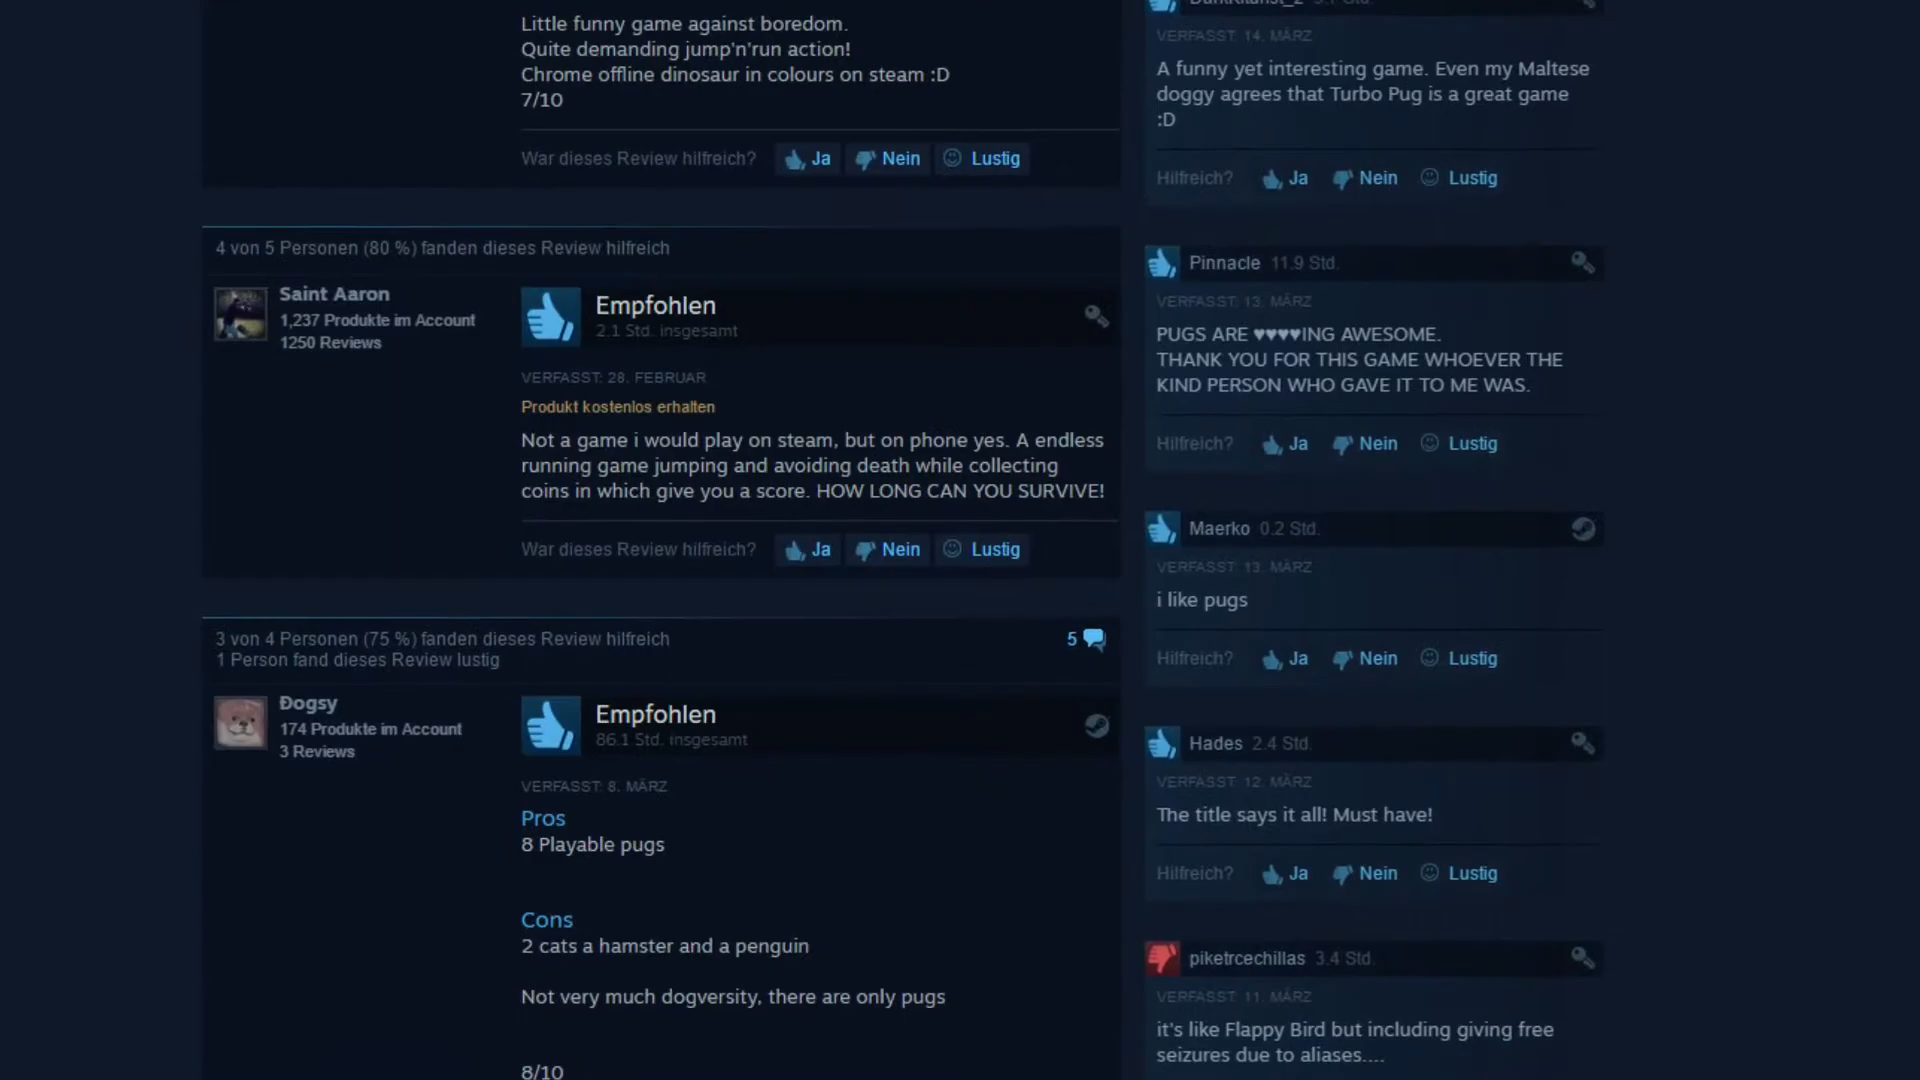 Little funny game against boredom.
Quite demanding jump'n'run action!
Chrome offline dinosaur in colours on steam :D
7/10
War dieses Review hilfreich? Ja Nein Lustig
4 von 5 Personen (80 %) fanden dieses Review hilfreich
Saint Aaron
1,237 Produkte im Account
1250 Reviews
Empfohlen
2.1 Std. insgesamt
VERFASST: 28. FEBRUAR
Produkt kostenlos erhalten
Not a game i would play on steam, but on phone yes. A endless
running game jumping and avoiding death while collecting
coins in which give you a score. HOW LONG CAN YOU SURVIVE!
War dieses Review hilfreich? Ja Nein Lustig
3 von 4 Personen (75 %) fanden dieses Review hilfreich
1 Person fand dieses Review lustig
5
Ðogsy
174 Produkte im Account
3 Reviews
Empfohlen
86.1 Std. insgesamt
VERFASST: 8. MÄRZ
Pros
8 Playable pugs
Cons
2 cats a hamster and a penguin
Not very much dogversity, there are only pugs
8/10
VERFASST: 14. MÄRZ
A funny yet interesting game. Even my Maltese
doggy agrees that Turbo Pug is a great game
:D
Hilfreich? Ja Nein Lustig
Pinnacle 11.9 Std.
VERFASST: 13. MÄRZ
PUGS ARE ♥♥♥♥ING AWESOME.
THANK YOU FOR THIS GAME WHOEVER THE
KIND PERSON WHO GAVE IT TO ME WAS.
Hilfreich? Ja Nein Lustig
Maerko 0.2 Std.
VERFASST: 13. MÄRZ
i like pugs
Hilfreich? Ja Nein Lustig
Hades 2.4 Std.
VERFASST: 12. MÄRZ
The title says it all! Must have!
Hilfreich? Ja Nein Lustig
piketrcechillas 3.4 Std.
VERFASST: 11. MÄRZ
it's like Flappy Bird but including giving free
seizures due to aliases....